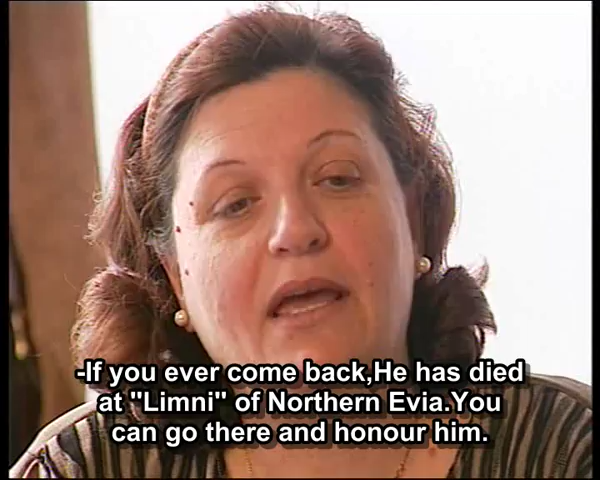 -If you ever come back,He has died
at "Limni" of Northern Evia.You
can go there and honour him.